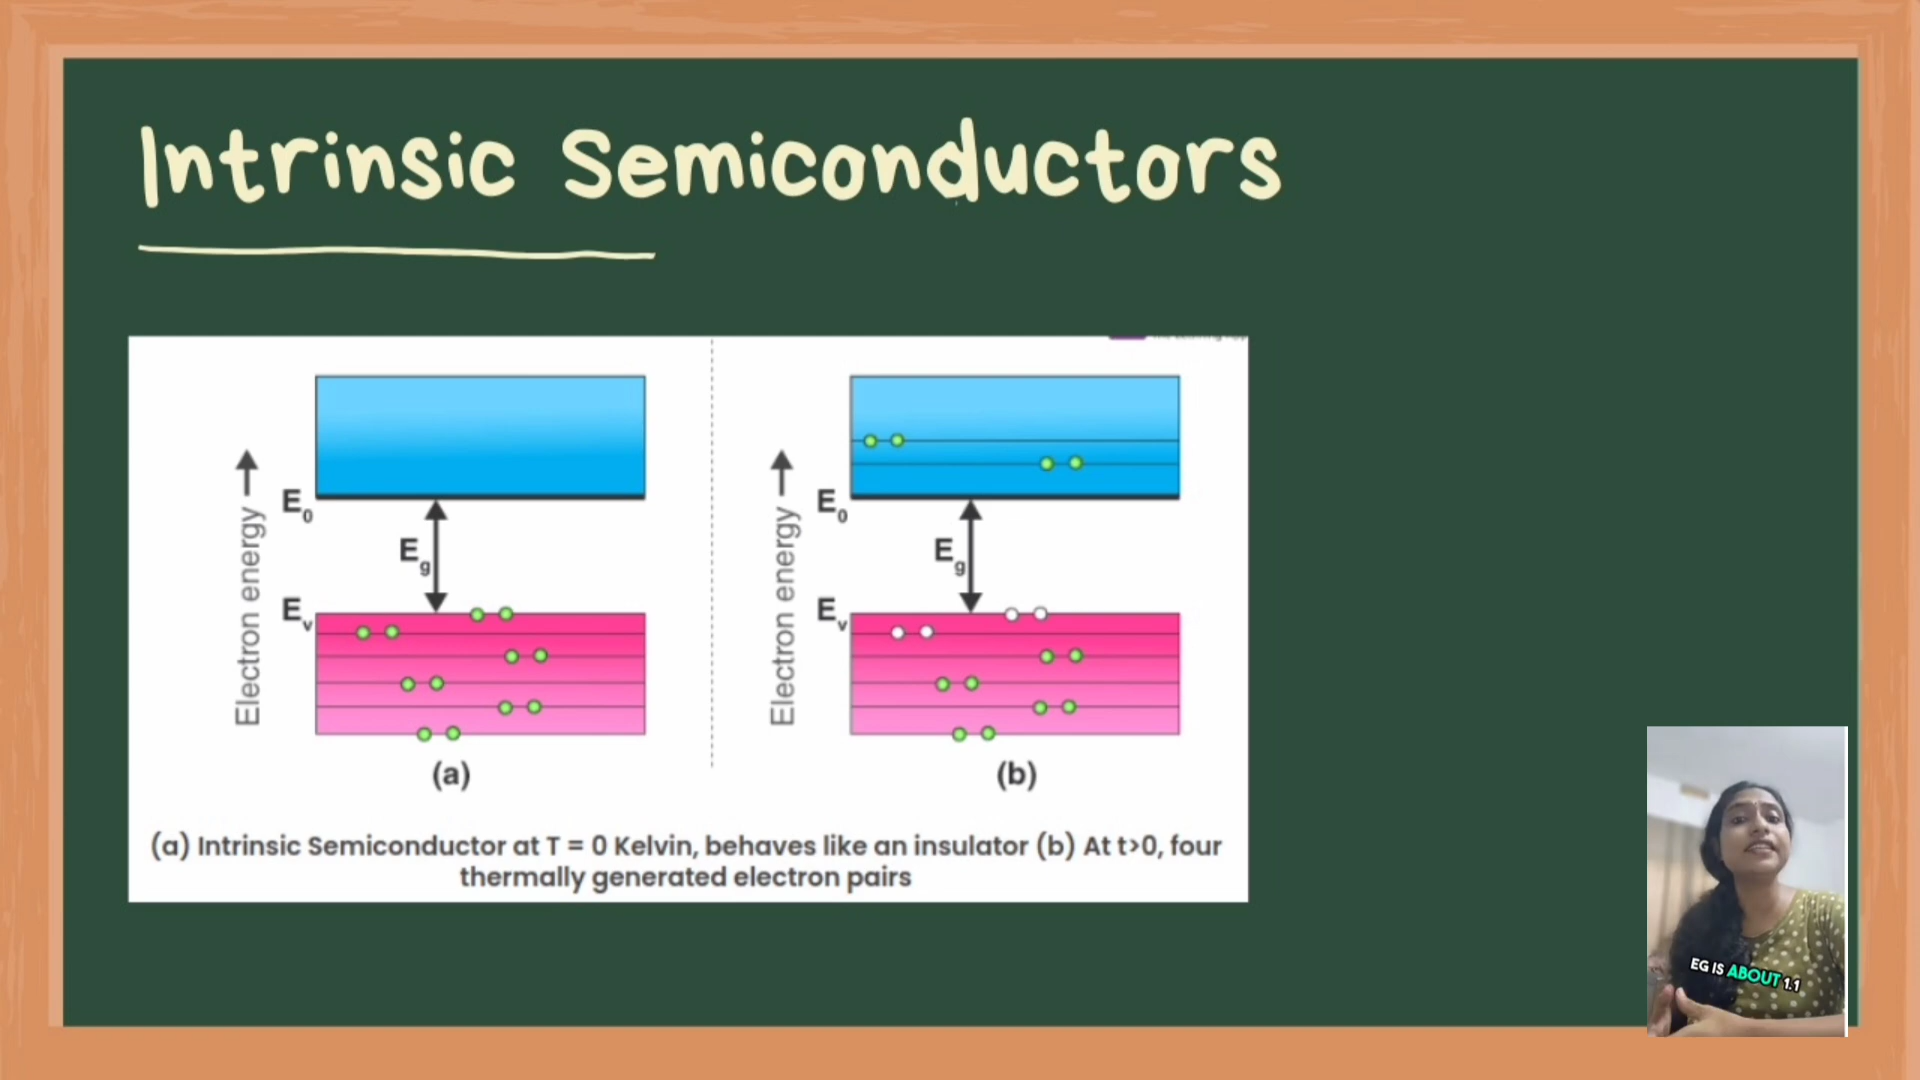 Intrinsic Semiconductors
Electron energy
E0
Eg
Ev
(a)
Electron energy
E0
Eg
Ev
(b)
(a) Intrinsic Semiconductor at T = 0 Kelvin, behaves like an insulator (b) At t>0, four
thermally generated electron pairs
EG IS ABOUT 1.1